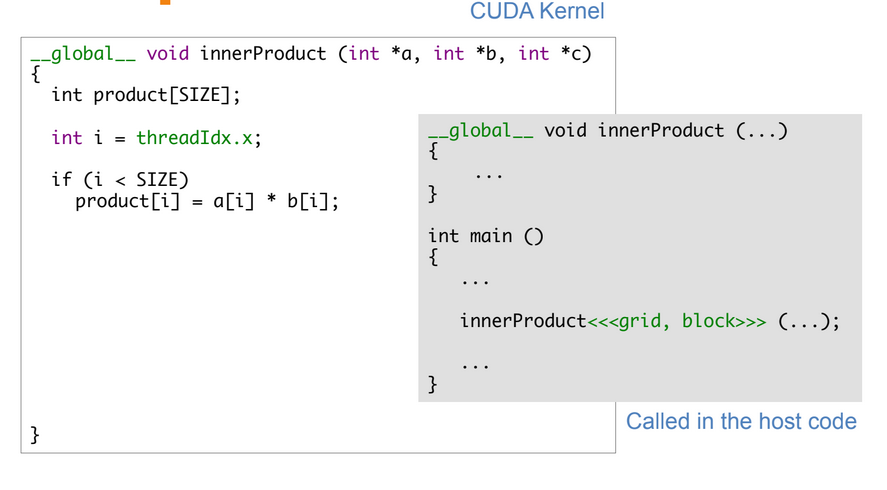 CUDA Kernel
__global__ void innerProduct (int *a, int *b, int *c)
{
int product[SIZE];
int i = threadIdx.x;
if (i < SIZE)
product[i] = a[i] * b[i];
}
__global__ void innerProduct (...)
{
...
}
int main ()
{
...
innerProduct<<<grid, block>>> (...);
...
}
Called in the host code